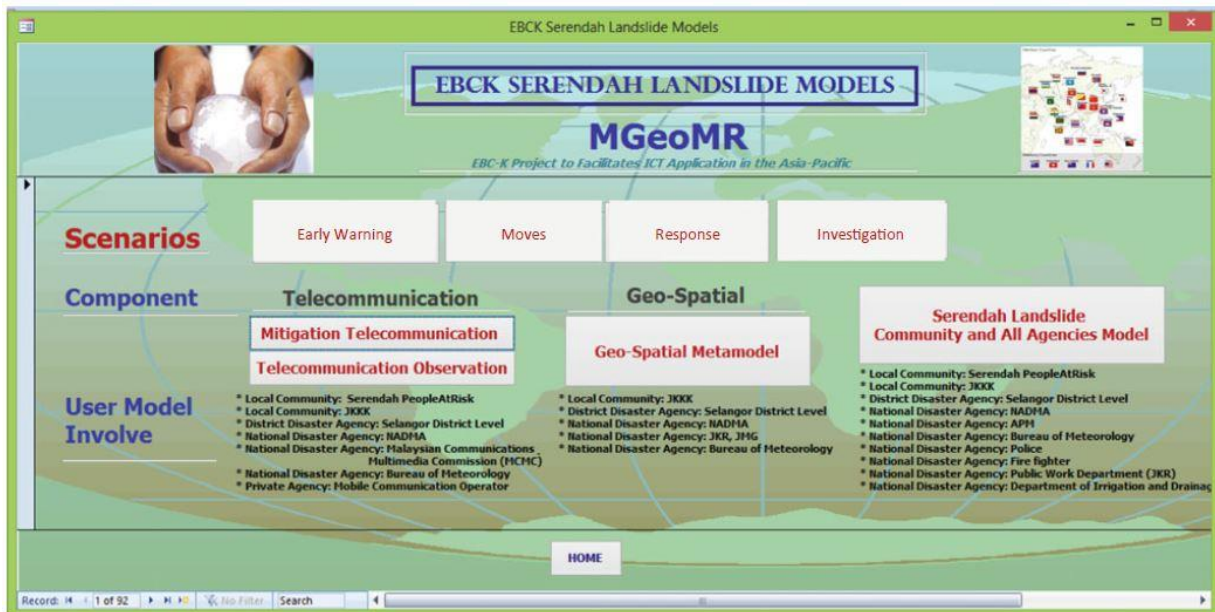 EBCK Serendah Landslide Models
EBCK SERENDAH LANDSLIDE MODELS
MGeoMR
EBC-K Project to Facilitates ICT Application in the Asia-Pacific
Scenarios
Early Warning
Moves
Response
Investigation
Component
Telecommunication
Geo-Spatial
Mitigation Telecommunication
Telecommunication Observation
Geo-Spatial Metamodel
Serendah Landslide
Community and All Agencies Model
User Model
Involve
* Local Community: Serendah PeopleAtRisk
* Local Community: JKKK
* District Disaster Agency: Selangor District Level
* National Disaster Agency: NADMA
* National Disaster Agency: Malaysian Communications .
Multimedia Commission (MCMC)
* National Disaster Agency: Bureau of Meteorology
* Private Agency: Mobile Communication Operator
* Local Community: JKKK
* District Disaster Agency: Selangor District Level
* National Disaster Agency: NADMA
* National Disaster Agency: JKR, JMG
* National Disaster Agency: Bureau of Meteorology
* Local Community: Serendah PeopleAtRisk
* Local Community: JKKK
* District Disaster Agency: Selangor District Level
* National Disaster Agency: NADMA
* National Disaster Agency: APM
* National Disaster Agency: Bureau of Meteorology
* National Disaster Agency: Police
* National Disaster Agency: Fire fighter
* National Disaster Agency: Public Work Department (JKR)
* National Disaster Agency: Department of Irrigation and Drainag
HOME
Record: 1 of 92 No Filter Search